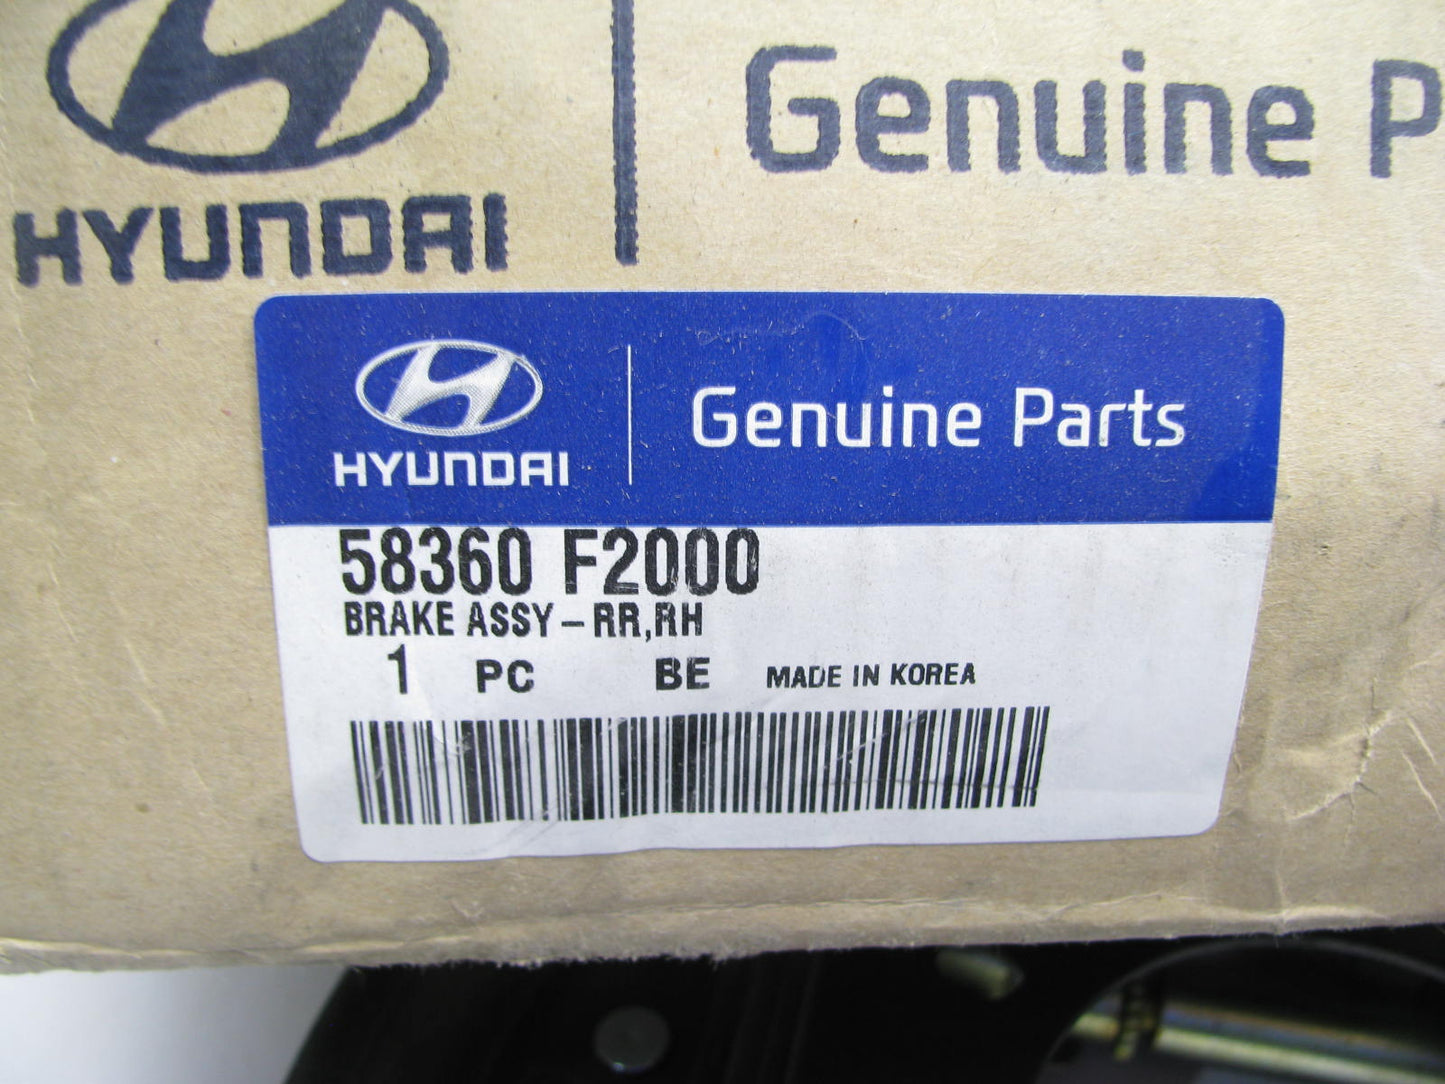 HYUNDAI
Genuine P
HYUNDAI
Genuine Parts
58360 F2000
BRAKE ASSY-RR,RH
1 PC BE MADE IN KOREA